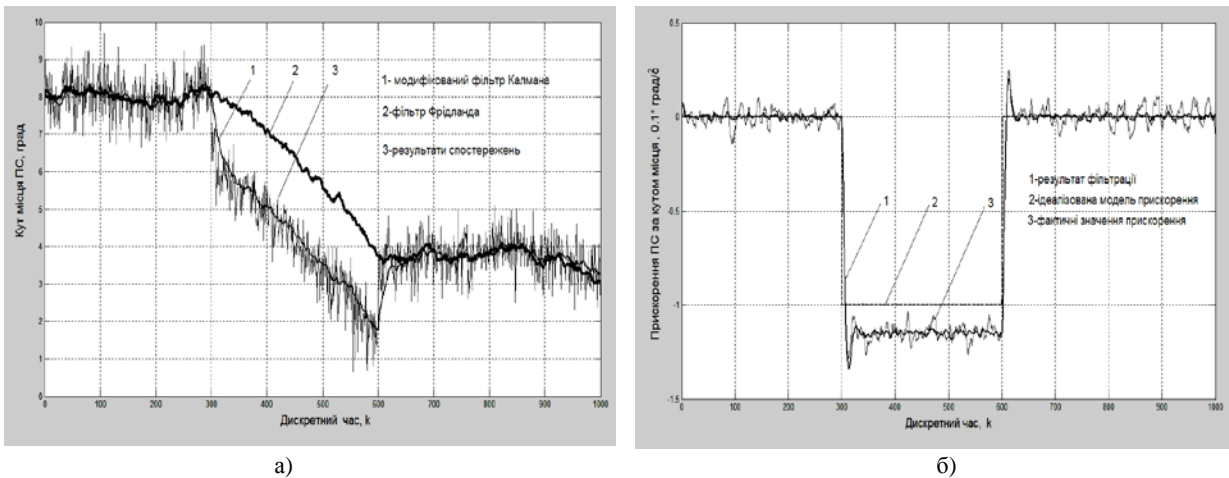 10
9
8
7
6
5
4
3
2
1
0
Кут місця ПС, град
1 2 3
1- модифікований фільтр Калмана
2-фільтр Фрідланда
3-результати спостережень
0 100 200 300 400 500 600 700 800 900 1000
Дискретний час, k
а)
0.5
0
-0.5
-1
-1.5
Прискорення ПС за кутом місця , 0.1* град/с
1 2 3
1-результат фільтрації
2-ідеалізована модель прискорення
3-фактичні значення прискорення
0 100 200 300 400 500 600 700 800 900 1000
Дискретний час, k
б)